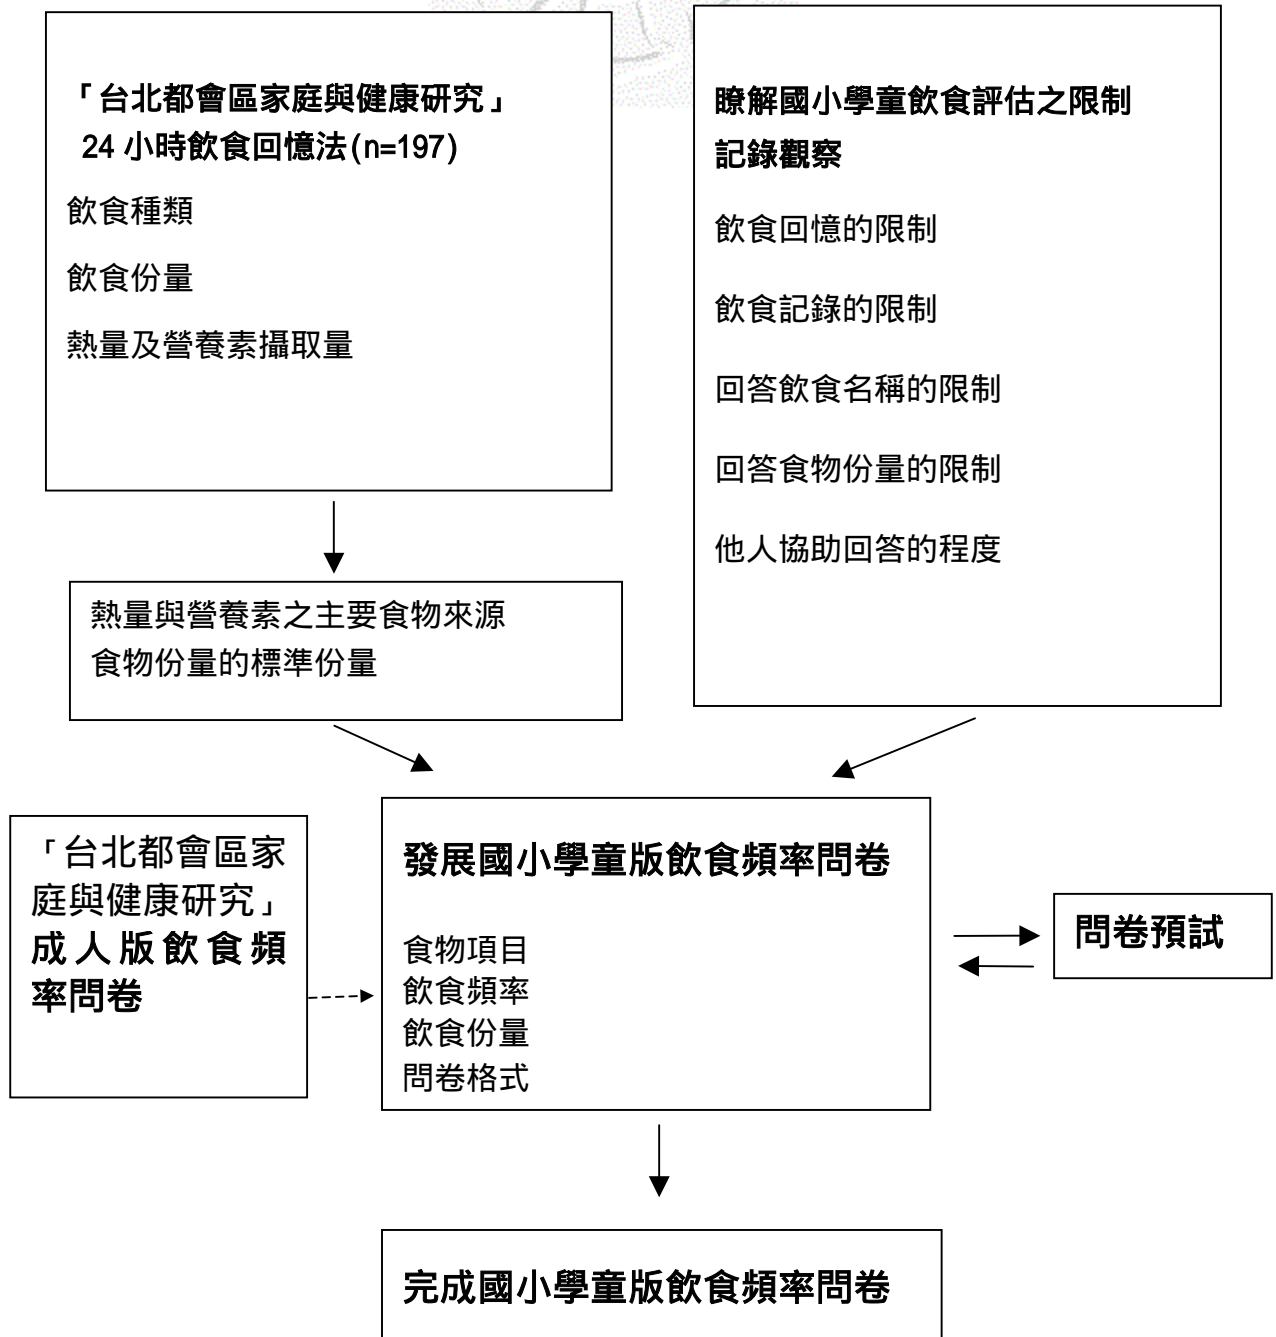 「台北都會區家庭與健康研究」
24 小時飲食回憶法(n=197)
飲食種類
飲食份量
熱量及營養素攝取量
瞭解國小學童飲食評估之限制
記錄觀察
飲食回憶的限制
飲食記錄的限制
回答飲食名稱的限制
回答食物份量的限制
他人協助回答的程度
熱量與營養素之主要食物來源
食物份量的標準份量
「台北都會區家
庭與健康研究」
成人版飲食頻
率問卷
發展國小學童版飲食頻率問卷
食物項目
飲食頻率
飲食份量
問卷格式
問卷預試
完成國小學童版飲食頻率問卷